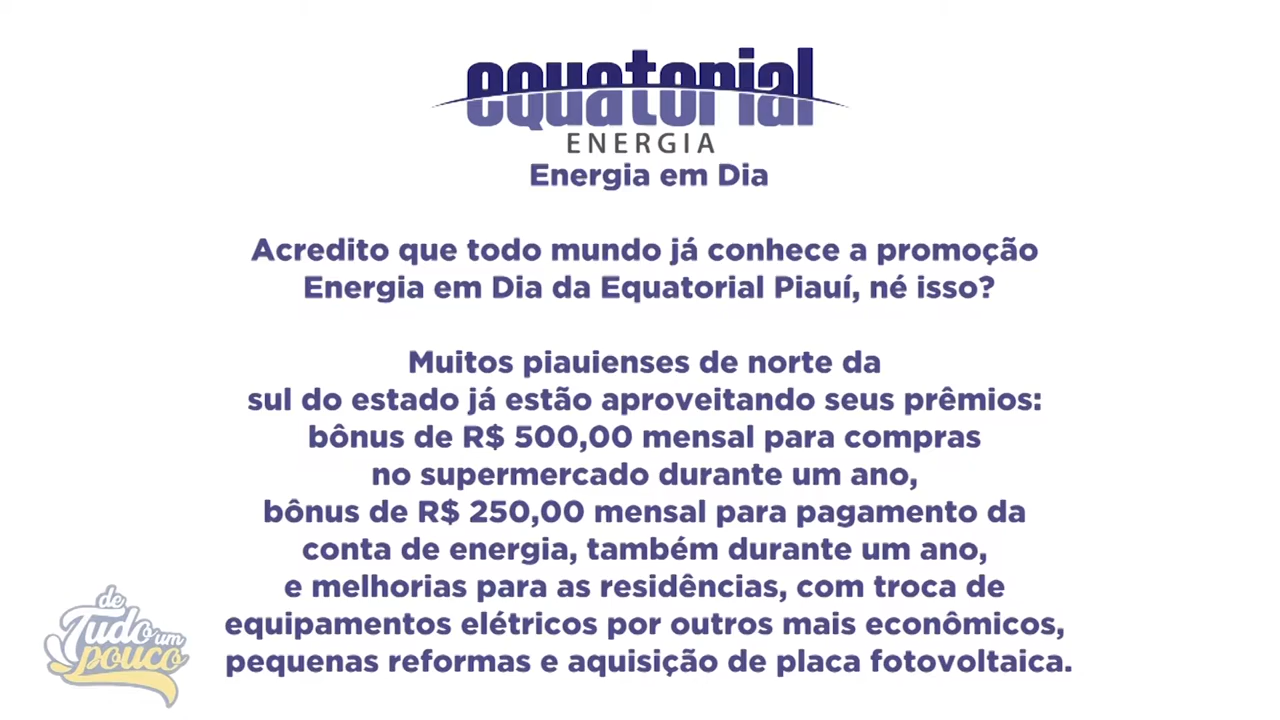 equatorial
ENERGIA
Energia em Dia
Acredito que todo mundo já conhece a promoção
Energia em Dia da Equatorial Piauí, né isso?
Muitos piauienses de norte da
sul do estado já estão aproveitando seus prêmios:
bônus de R$ 500,00 mensal para compras
no supermercado durante um ano,
bônus de R$ 250,00 mensal para pagamento da
conta de energia, também durante um ano,
e melhorias para as residências, com troca de
equipamentos elétricos por outros mais econômicos,
pequenas reformas e aquisição de placa fotovoltaica.
de
Tudo um
pouco